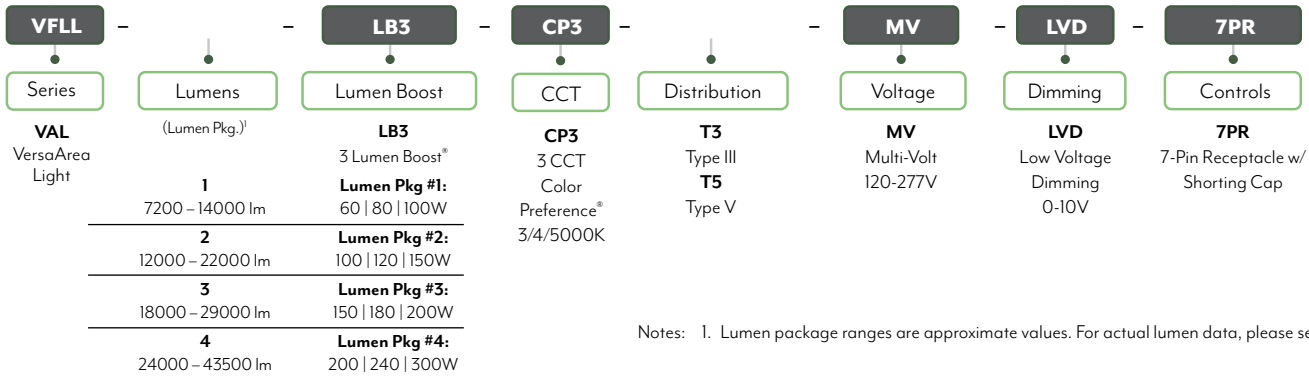 VFLL – – LB3 – CP3 – – MV – LVD – 7PR
Series Lumens Lumen Boost CCT Distribution Voltage Dimming Controls
VAL
VersaArea
Light
(Lumen Pkg.)¹
1
7200 – 14000 lm
2
12000 – 22000 lm
3
18000 – 29000 lm
4
24000 – 43500 lm
LB3
3 Lumen Boost®
Lumen Pkg #1:
60 | 80 | 100W
Lumen Pkg #2:
100 | 120 | 150W
Lumen Pkg #3:
150 | 180 | 200W
Lumen Pkg #4:
200 | 240 | 300W
CP3
3 CCT
Color
Preference®
3/4/5000K
T3
Type III
T5
Type V
MV
Multi-Volt
120-277V
LVD
Low Voltage
Dimming
0-10V
7PR
7-Pin Receptacle w/
Shorting Cap
Notes: 1. Lumen package ranges are approximate values. For actual lumen data, please